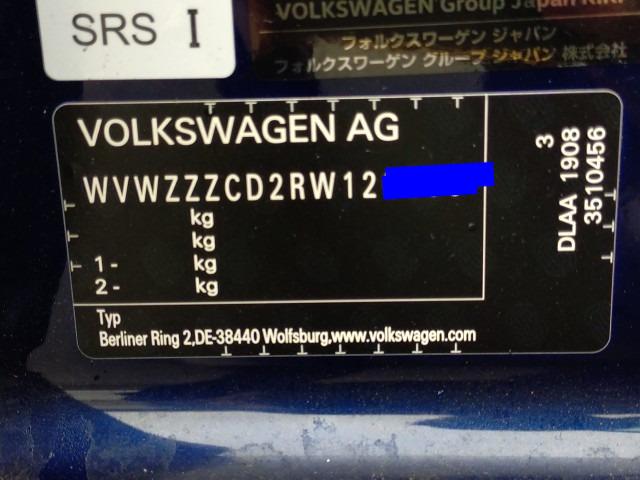 SRS I
VOLKSWAGEN Group Japan KK
フォルクスワーゲン ジャパン
フォルクスワーゲン グループ ジャパン 株式会社
VOLKSWAGEN AG
WVWZZZCD2RW12
kg
kg
1 - kg
2 - kg
Typ
Berliner Ring 2,DE-38440 Wolfsburg,www.volkswagen.com
3
DLAA 1908
3510456